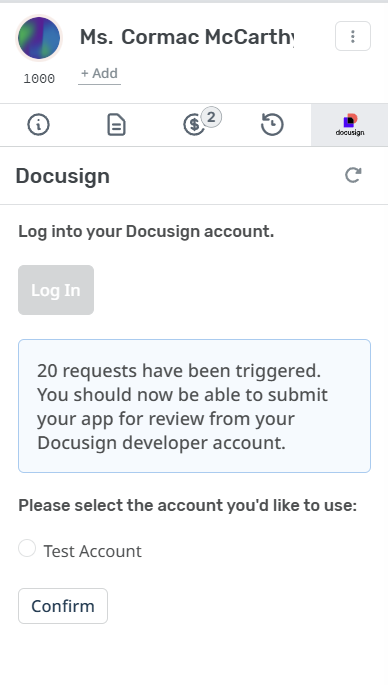 Ms. Cormac McCarthy
1000
+ Add
2
docusign
Docusign
Log into your Docusign account.
Log In
20 requests have been triggered.
You should now be able to submit
your app for review from your
Docusign developer account.
Please select the account you'd like to use:
Test Account
Confirm